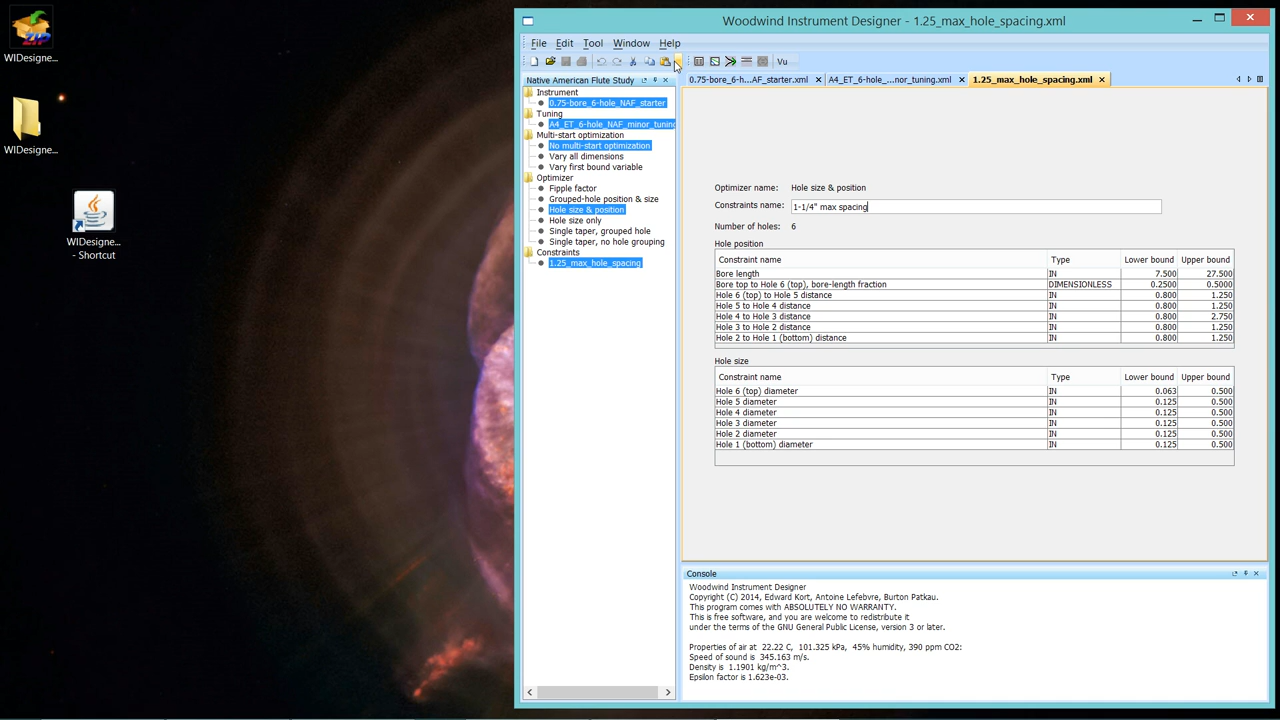 WIDesigne...
WIDesigne...
WIDesigne...
- Shortcut
Woodwind Instrument Designer - 1.25_max_hole_spacing.xml
File Edit Tool Window Help
Vu
Native American Flute Study
Instrument
0.75-bore_6-hole_NAF_starter
Tuning
A4_ET_6-hole_NAF_minor_tuning
Multi-start optimization
No multi-start optimization
Vary all dimensions
Vary first bound variable
Optimizer
Fipple factor
Grouped-hole position & size
Hole size & position
Hole size only
Single taper, grouped hole
Single taper, no hole grouping
Constraints
1.25_max_hole_spacing
0.75-bore_6-h...AF_starter.xml A4_ET_6-hole_...nor_tuning.xml 1.25_max_hole_spacing.xml
Optimizer name: Hole size & position
Constraints name: 1-1/4" max spacing
Number of holes: 6
Hole position
Constraint name Type Lower bound Upper bound
Bore length IN 7.500 27.500
Bore top to Hole 6 (top), bore-length fraction DIMENSIONLESS 0.2500 0.5000
Hole 6 (top) to Hole 5 distance IN 0.800 1.250
Hole 5 to Hole 4 distance IN 0.800 1.250
Hole 4 to Hole 3 distance IN 0.800 2.750
Hole 3 to Hole 2 distance IN 0.800 1.250
Hole 2 to Hole 1 (bottom) distance IN 0.800 1.250
Hole size
Constraint name Type Lower bound Upper bound
Hole 6 (top) diameter IN 0.063 0.500
Hole 5 diameter IN 0.125 0.500
Hole 4 diameter IN 0.125 0.500
Hole 3 diameter IN 0.125 0.500
Hole 2 diameter IN 0.125 0.500
Hole 1 (bottom) diameter IN 0.125 0.500
Console
Woodwind Instrument Designer
Copyright (C) 2014, Edward Kort, Antoine Lefebvre, Burton Patkau.
This program comes with ABSOLUTELY NO WARRANTY.
This is free software, and you are welcome to redistribute it
under the terms of the GNU General Public License, version 3 or later.
Properties of air at 22.22 C, 101.325 kPa, 45% humidity, 390 ppm CO2:
Speed of sound is 345.163 m/s.
Density is 1.1901 kg/m^3.
Epsilon factor is 1.623e-03.